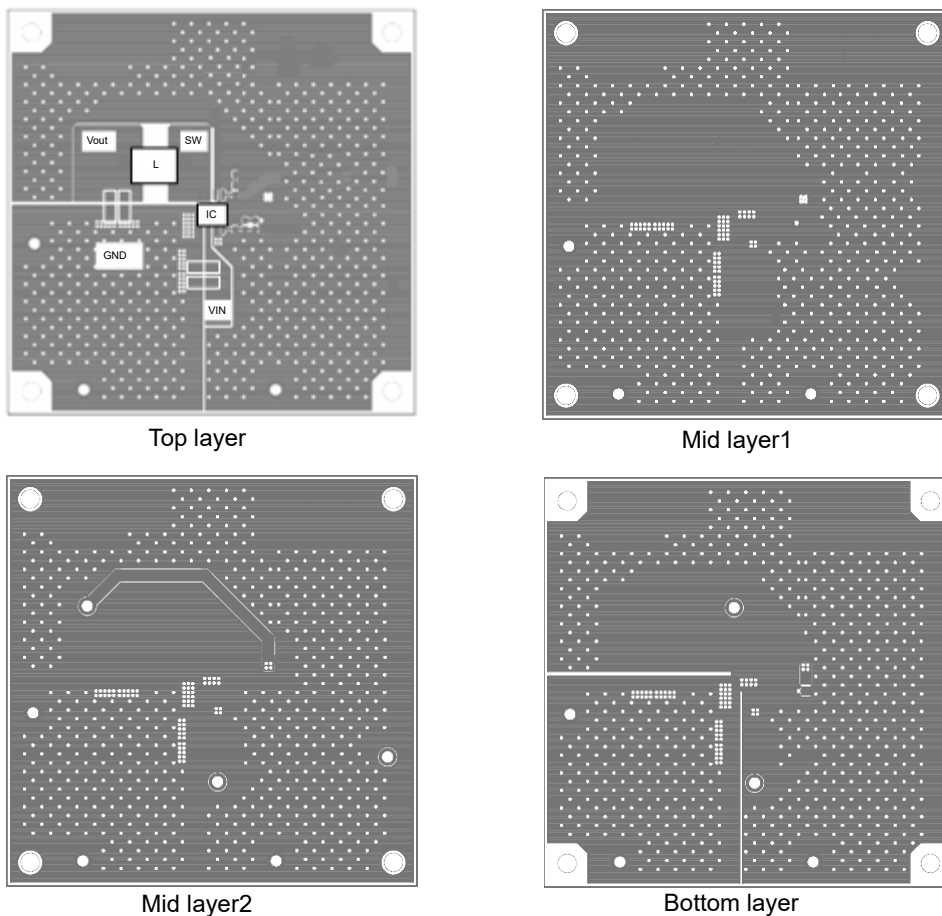 Vout
SW
L
IC
GND
VIN
Top layer
Mid layer1
Mid layer2
Bottom layer